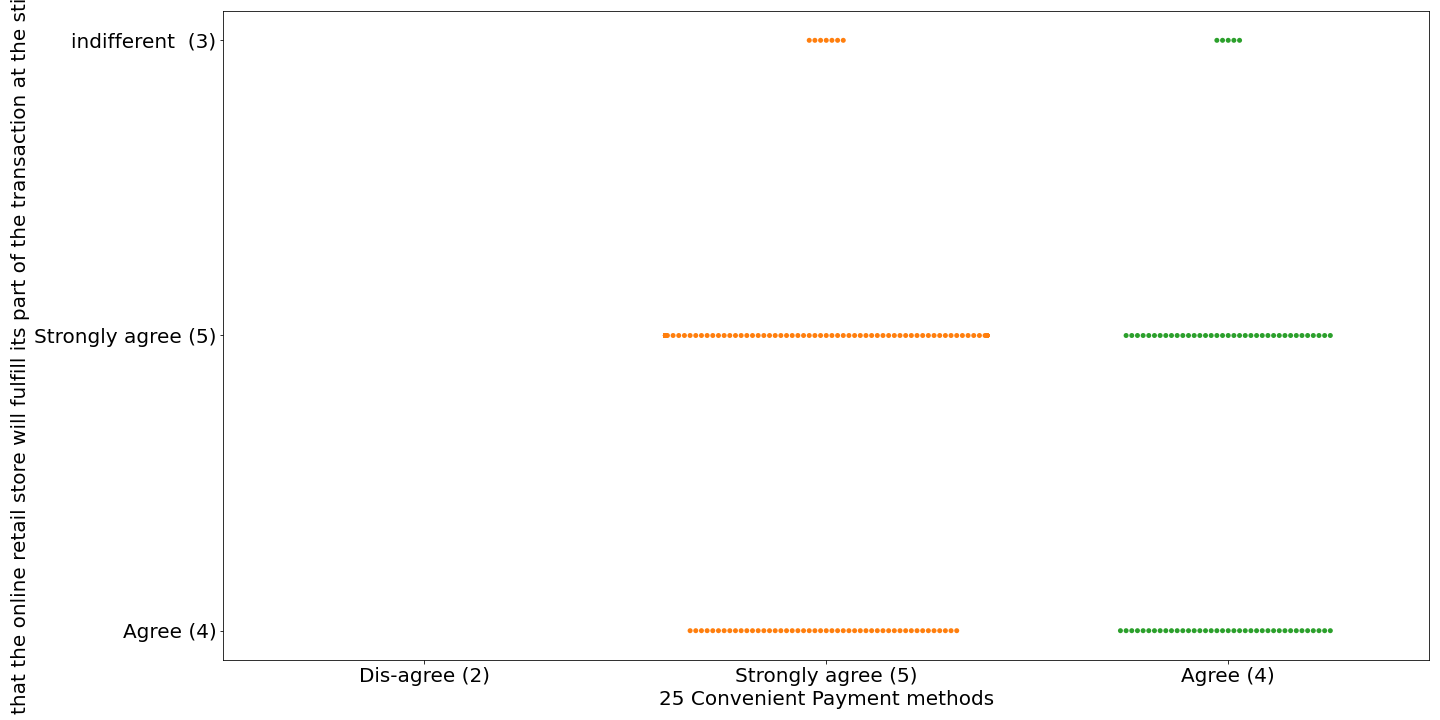 that the online retail store will fulfill its part of the transaction at the
indifferent  (3)
Strongly agree (5)
Agree (4)
Dis-agree (2)
Strongly agree (5)
Agree (4)
25 Convenient Payment methods